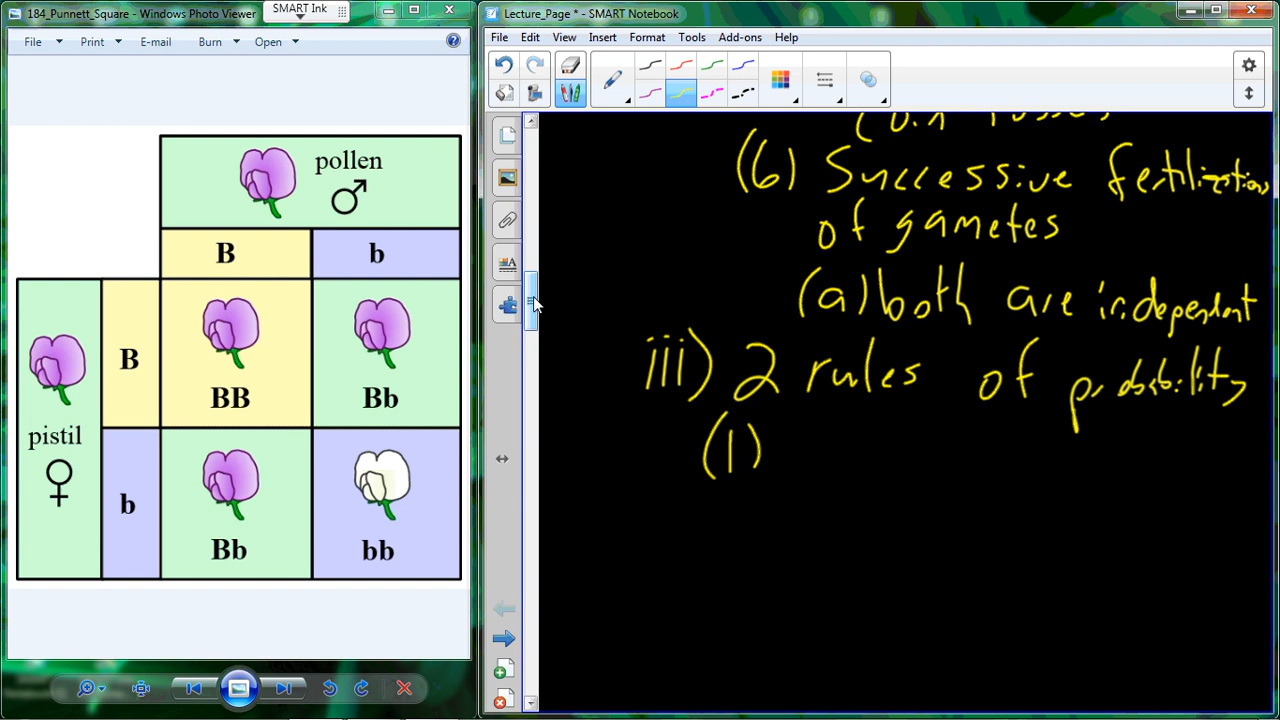 184_Punnett_Square - Windows Photo Viewer
SMART Ink
File Print E-mail Burn Open
pollen
B b
B
BB Bb
pistil
b
Bb bb
Lecture_Page * - SMART Notebook
File Edit View Insert Format Tools Add-ons Help
(6) Successive fertilizations
of gametes
(a) both are independent
iii) 2 rules of probability
(1)